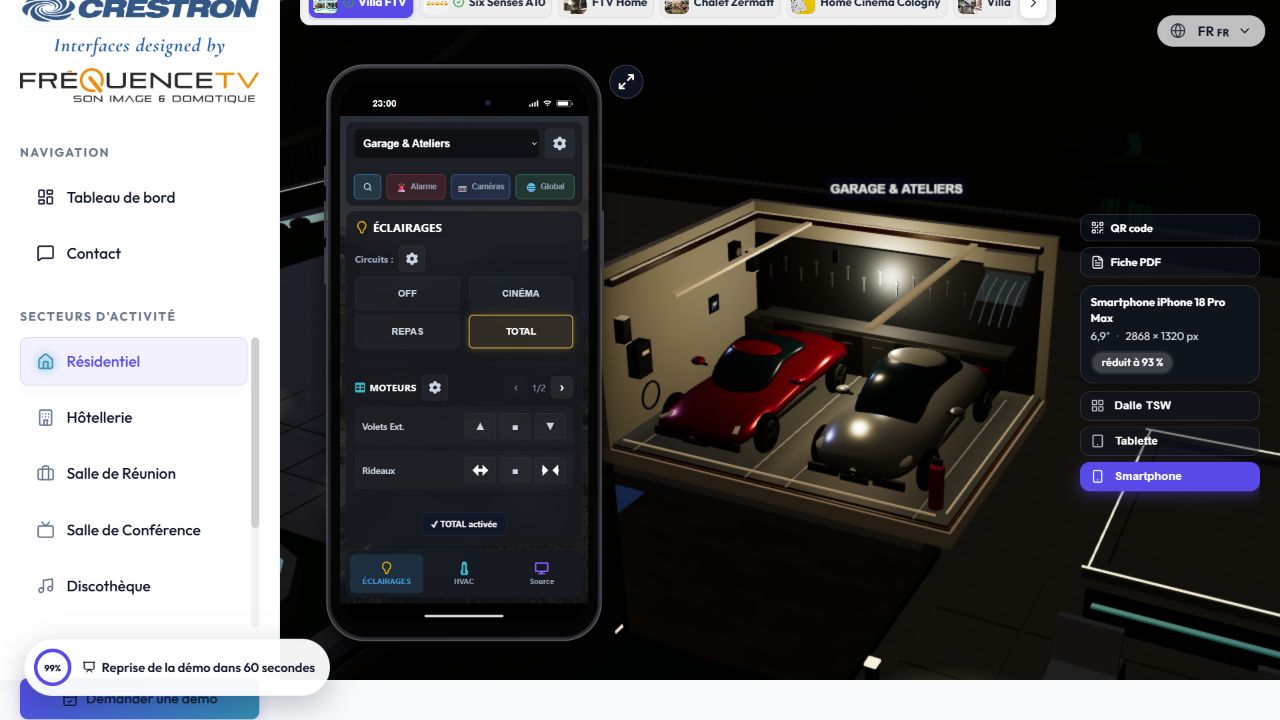 CRESTRON
Interfaces designed by
FRÉQUENCETV
SON IMAGE & DOMOTIQUE
NAVIGATION
Tableau de bord
Contact
SECTEURS D'ACTIVITÉ
Résidentiel
Hôtellerie
Salle de Réunion
Salle de Conférence
Discothèque
99%
Reprise de la démo dans 60 secondes
Demander une démo
Villa FTV
Six Senses A10
FTV Home
Chalet Zermatt
Home Cinema Cologny
Villa
FR FR
23:00
Garage & Ateliers
Alarme
Caméras
Global
ÉCLAIRAGES
Circuits :
OFF
CINÉMA
REPAS
TOTAL
MOTEURS
1/2
Volets Ext.
Rideaux
✓ TOTAL activée
ÉCLAIRAGES
HVAC
Source
GARAGE & ATELIERS
QR code
Fiche PDF
Smartphone iPhone 18 Pro
Max
6,9" · 2868 × 1320 px
réduit à 93 %
Dalle TSW
Tablette
Smartphone